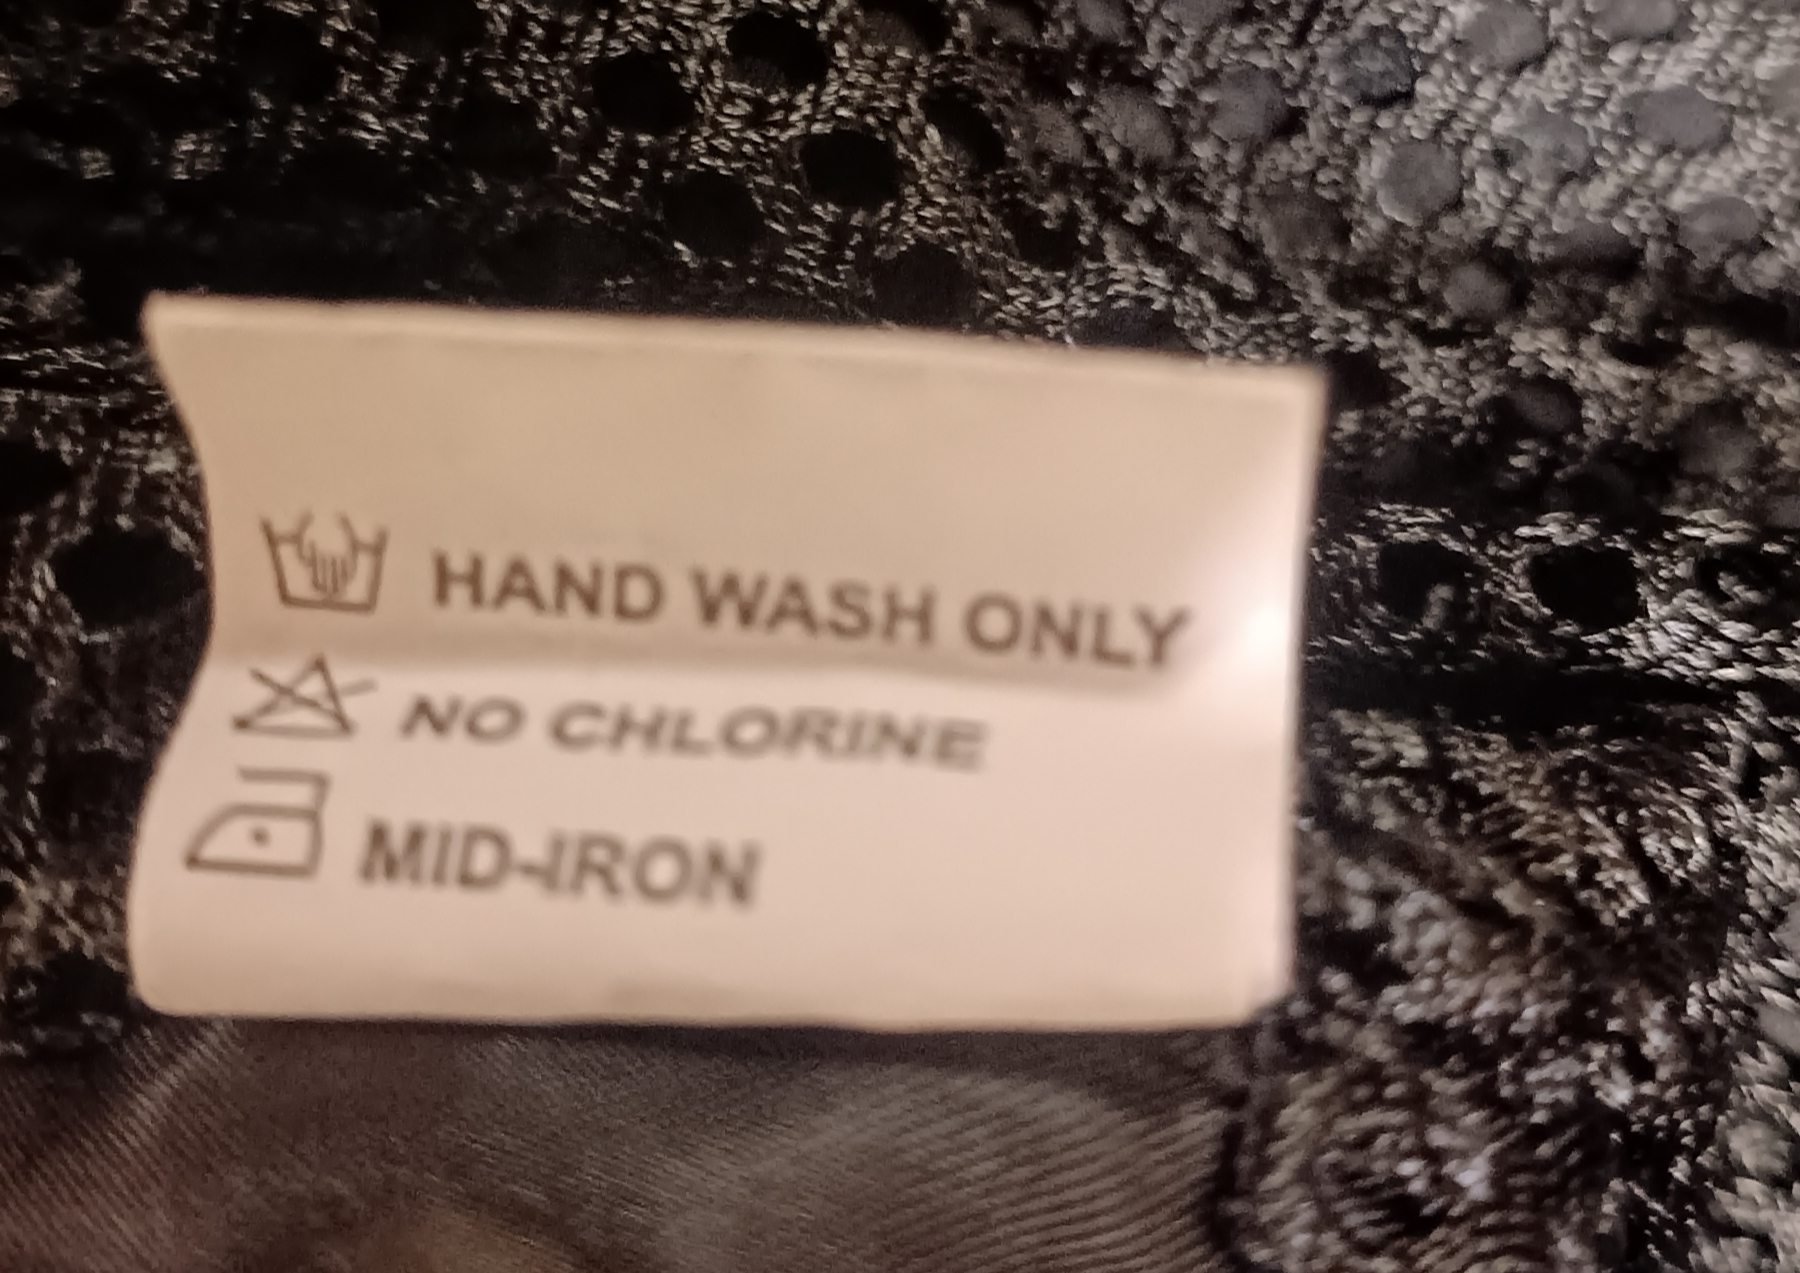 HAND WASH ONLY
NO CHLORINE
MID-IRON